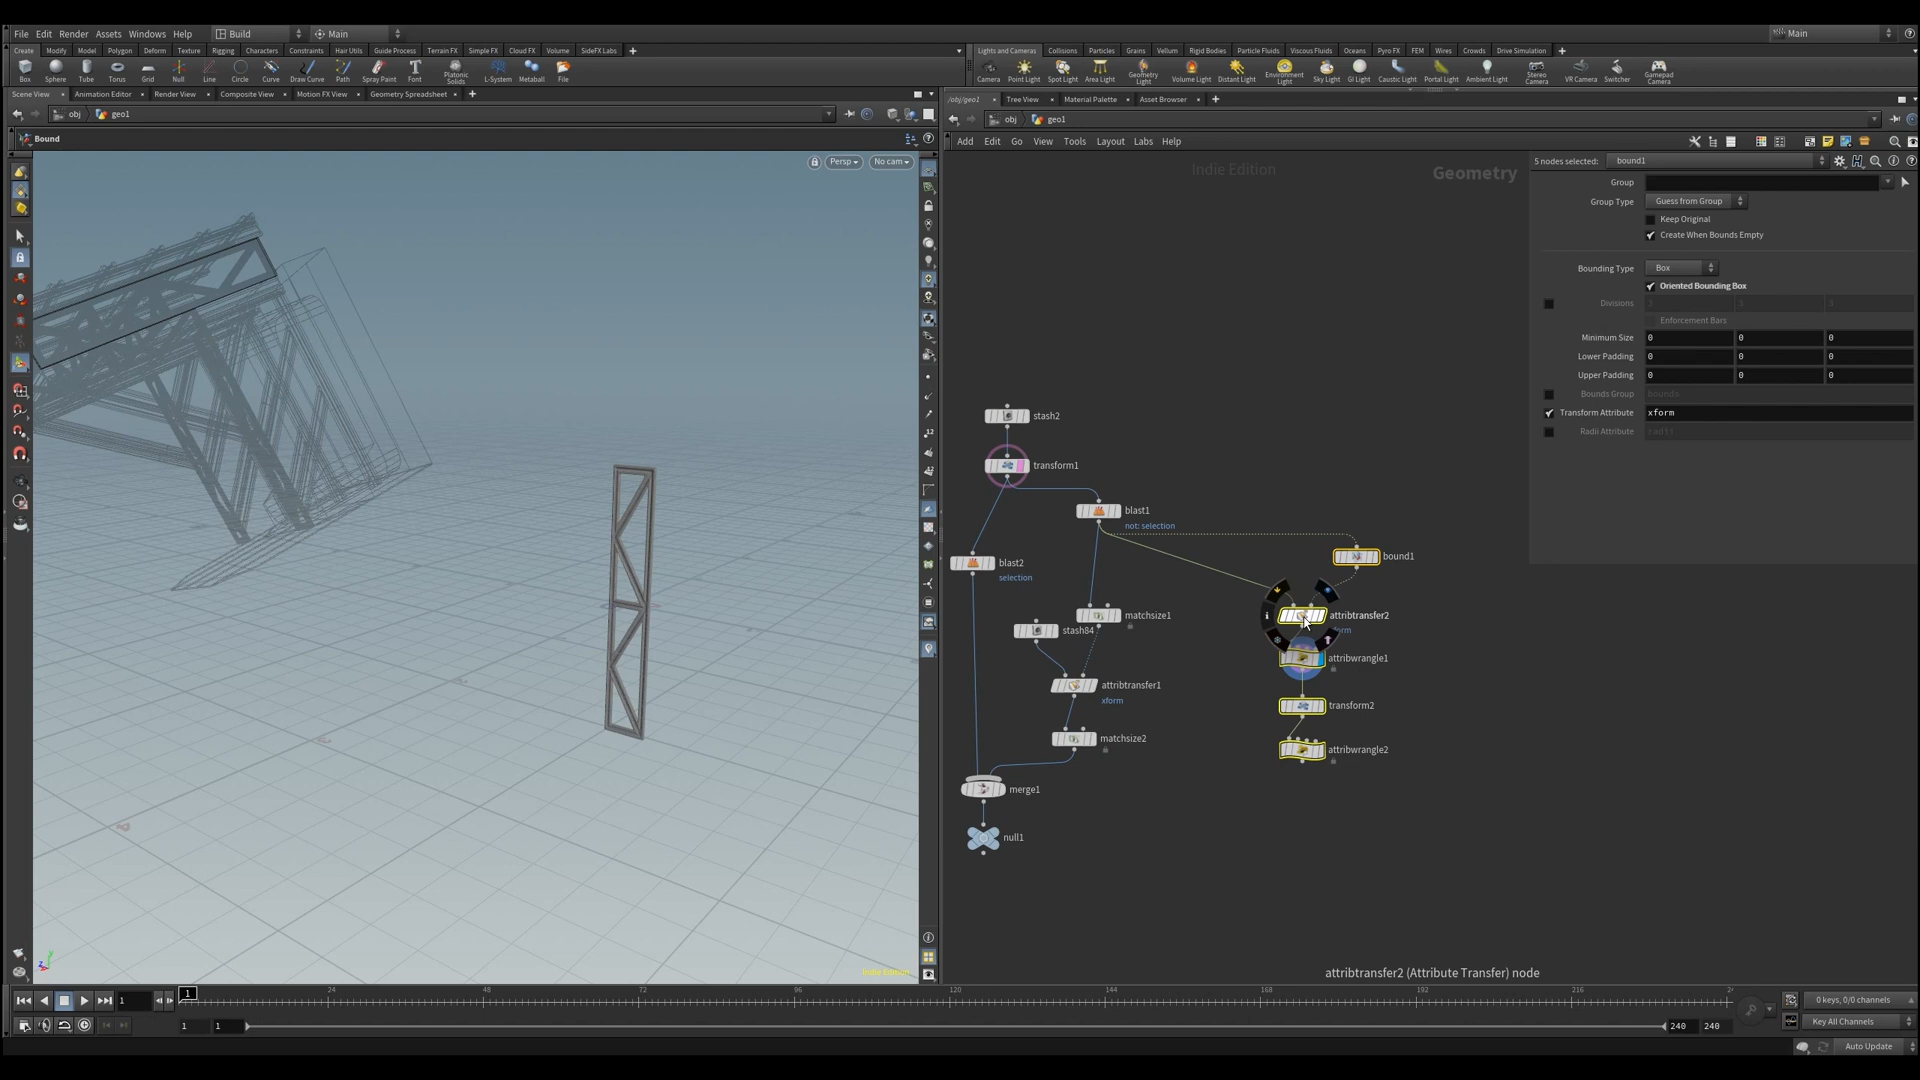 File Edit Render Assets Windows Help Build Main Main
Create Modify Model Polygon Deform Texture Rigging Characters Constraints Hair Utils Guide Process Terrain FX Simple FX Cloud FX Volume SideFX Labs
Lights and Cameras Collisions Particles Grains Vellum Rigid Bodies Particle Fluids Viscous Fluids Oceans Pyro FX FEM Wires Crowds Drive Simulation
Box Sphere Tube Torus Grid Null Line Circle Curve Draw Curve Path Spray Paint Font Platonic Solids L-System Metaball File
Camera Point Light Spot Light Area Light Geometry Light Volume Light Distant Light Environment Light Sky Light GI Light Caustic Light Portal Light Ambient Light Stereo Camera VR Camera Switcher Gamepad Camera
Scene View Animation Editor Render View Composite View Motion FX View Geometry Spreadsheet
/obj/geo1 Tree View Material Palette Asset Browser
obj geo1
obj geo1
Bound
Add Edit Go View Tools Layout Labs Help
Persp No cam
Indie Edition
Geometry
5 nodes selected: bound1
Group
Group Type Guess from Group
Keep Original
Create When Bounds Empty
Bounding Type Box
Oriented Bounding Box
Divisions
Enforcement Bars
Minimum Size 0 0 0
Lower Padding 0 0 0
Upper Padding 0 0 0
Bounds Group bounds
Transform Attribute xform
Radii Attribute radii
stash2
transform1
blast1
not: selection
bound1
blast2
selection
matchsize1
attribtransfer2
stash84
attribwrangle1
attribtransfer1
xform
transform2
matchsize2
attribwrangle2
merge1
null1
Indie Edition
attribtransfer2 (Attribute Transfer) node
1 1 24 48 72 96 120 144 168 192 216
0 keys, 0/0 channels
1 1 240 240
Key All Channels
Auto Update